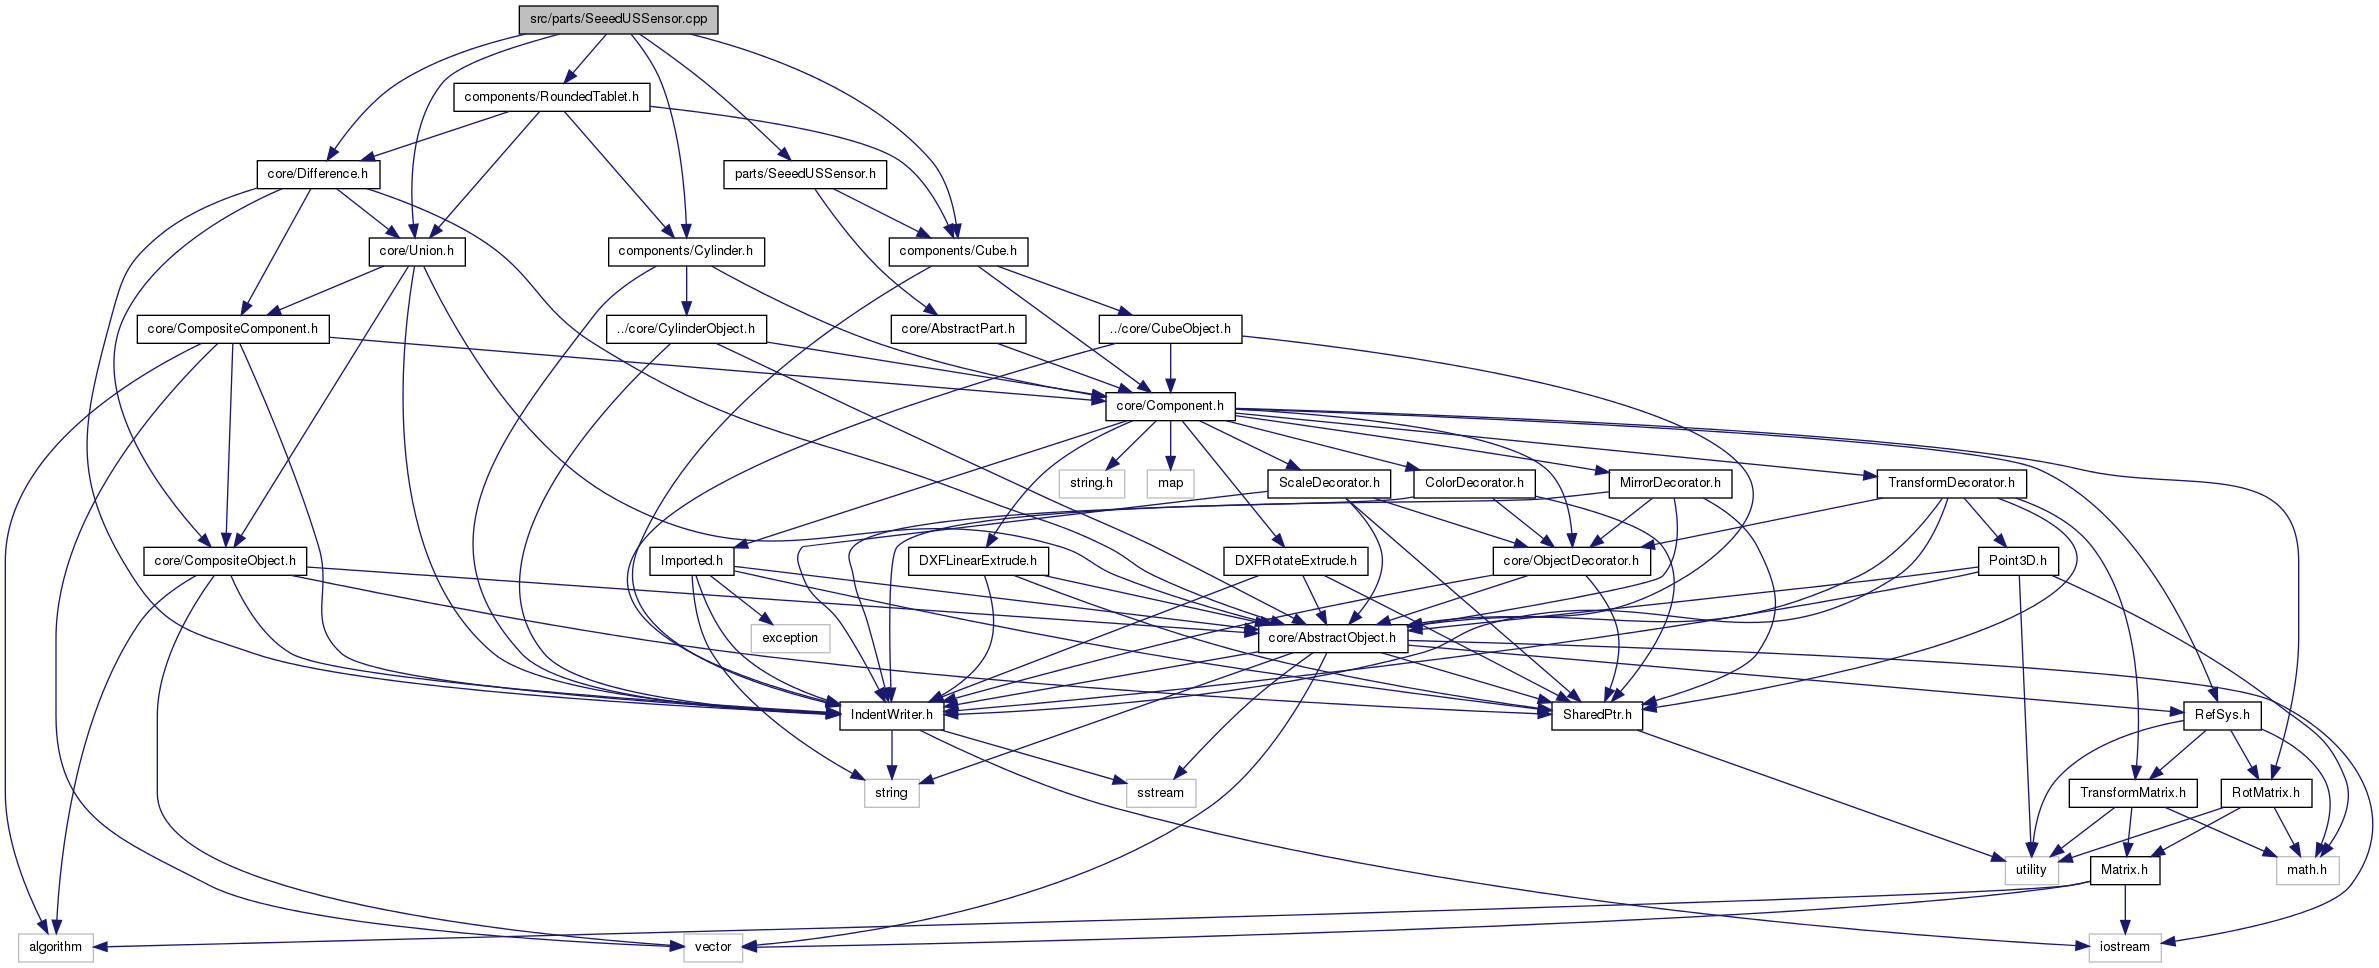 src/parts/SeeedUSSensor.cpp
components/RoundedTablet.h
core/Difference.h
parts/SeeedUSSensor.h
core/Union.h
components/Cylinder.h
components/Cube.h
core/CompositeComponent.h
../core/CylinderObject.h
core/AbstractPart.h
../core/CubeObject.h
core/Component.h
string.h
map
ScaleDecorator.h
ColorDecorator.h
MirrorDecorator.h
TransformDecorator.h
core/CompositeObject.h
Imported.h
DXFLinearExtrude.h
DXFRotateExtrude.h
core/ObjectDecorator.h
Point3D.h
exception
core/AbstractObject.h
IndentWriter.h
SharedPtr.h
RefSys.h
string
sstream
TransformMatrix.h
RotMatrix.h
utility
Matrix.h
math.h
algorithm
vector
iostream